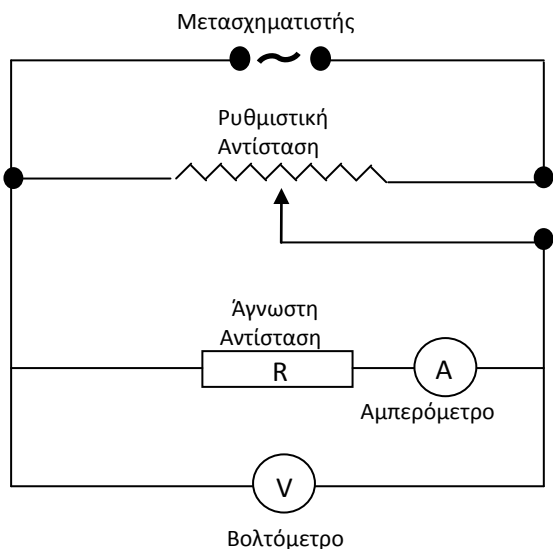 Μετασχηματιστής
Ρυθμιστική
Αντίσταση
Άγνωστη
Αντίσταση
R
A
Αμπερόμετρο
V
Βολτόμετρο